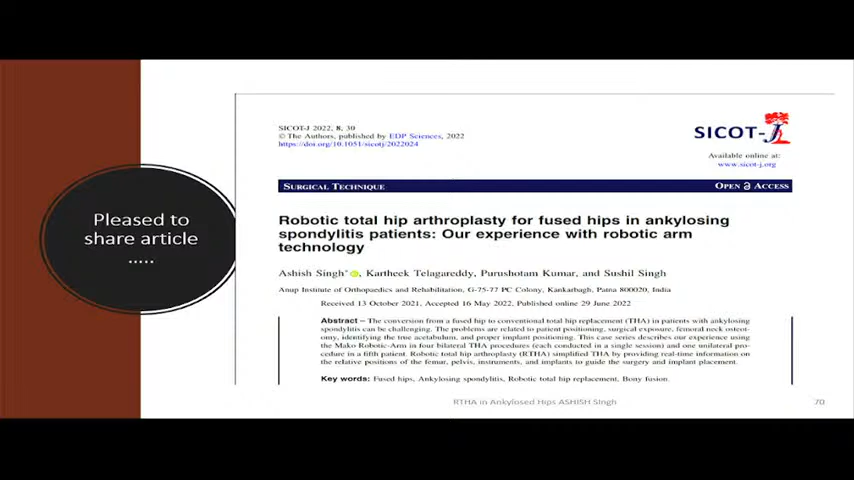 Pleased to
share article
.....
SICOT-J 2022, 8, 30
© The Authors, published by EDP Sciences, 2022
https://doi.org/10.1051/sicotj/2022024
SICOT-J
Available online at:
www.sicot-j.org
SURGICAL TECHNIQUE
OPEN ACCESS
Robotic total hip arthroplasty for fused hips in ankylosing
spondylitis patients: Our experience with robotic arm
technology
Ashish Singh*, Kartheek Telagareddy, Purushotam Kumar, and Sushil Singh
Anup Institute of Orthopaedics and Rehabilitation, G-75-77 PC Colony, Kankarbagh, Patna 800020, India
Received 13 October 2021, Accepted 16 May 2022, Published online 29 June 2022
Abstract – The conversion from a fused hip to conventional total hip replacement (THA) in patients with ankylosing
spondylitis can be challenging. The problems are related to patient positioning, surgical exposure, femoral neck osteot-
omy, identifying the true acetabulum, and proper implant positioning. This case series describes our experience using
the Mako Robotic-Arm in four bilateral THA procedures (each conducted in a single session) and one unilateral pro-
cedure in a fifth patient. Robotic total hip arthroplasty (RTHA) simplified THA by providing real-time information on
the relative positions of the femur, pelvis, instruments, and implants to guide the surgery and implant placement.
Key words: Fused hips, Ankylosing spondylitis, Robotic total hip replacement, Bony fusion.
RTHA in Ankylosed Hips ASHISH SIngh
70